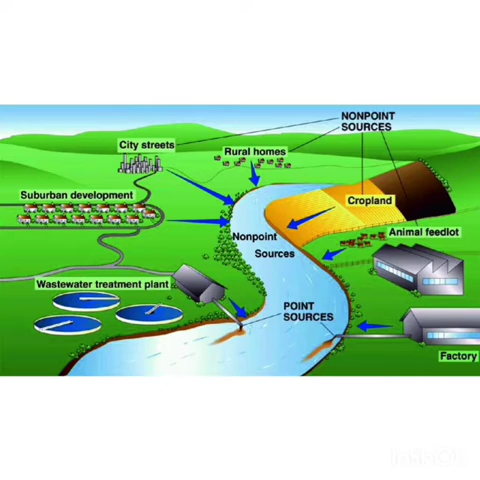 NONPOINT
SOURCES
City streets
Rural homes
Suburban development
Cropland
Animal feedlot
Nonpoint
Sources
Wastewater treatment plant
POINT
SOURCES
Factory